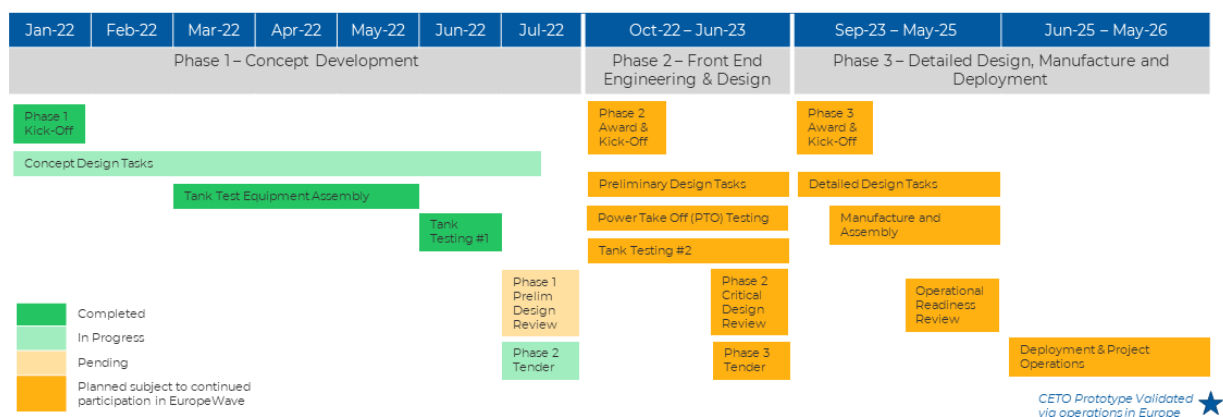 Jan-22 Feb-22 Mar-22 Apr-22 May-22 Jun-22 Jul-22 Oct-22 – Jun-23 Sep-23 – May-25 Jun-25 – May-26
Phase 1 – Concept Development
Phase 2 – Front End
Engineering & Design
Phase 3 – Detailed Design, Manufacture and
Deployment
Phase 1
Kick-Off
Phase 2
Award &
Kick-Off
Phase 3
Award &
Kick-Off
Concept Design Tasks
Tank Test Equipment Assembly
Preliminary Design Tasks
Detailed Design Tasks
Tank
Testing #1
Power Take Off (PTO) Testing
Manufacture and
Assembly
Tank Testing #2
Phase 1
Prelim
Design
Review
Phase 2
Critical
Design
Review
Operational
Readiness
Review
Phase 2
Tender
Phase 3
Tender
Deployment & Project
Operations
Completed
In Progress
Pending
Planned subject to continued
participation in EuropeWave
CETO Prototype Validated
via operations in Europe